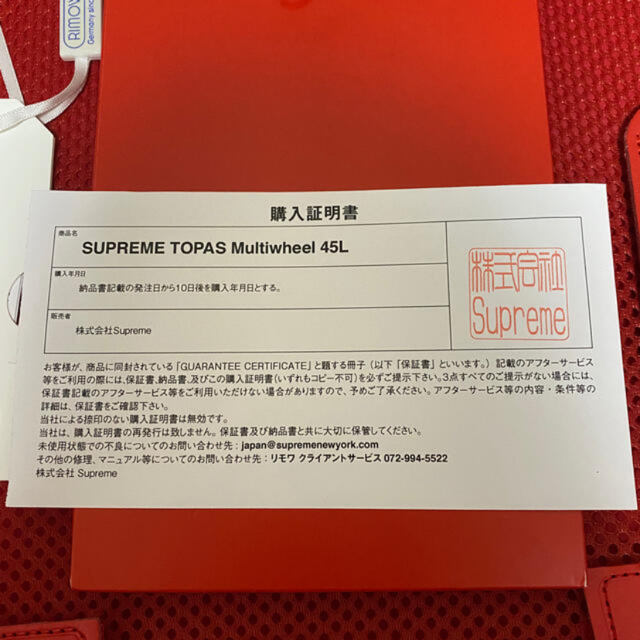 RIMOW
Germany since
購入証明書
商品名
SUPREME TOPAS Multiwheel 45L
購入年月日
納品書記載の発注日から10日後を購入年月日とする。
販売者
株式会社Supreme
株式会社
Supreme
お客様が、商品に同封されている「GUARANTEE CERTIFICATE」と題する冊子（以下「保証書」といいます。）記載のアフターサービス
等をご利用の際には、保証書、納品書、及びこの購入証明書（いずれもコピー不可）を必ずご提示下さい。3点すべてのご提示がない場合には、
保証書記載のアフターサービス等をご利用いただけない場合がありますので、予めご了承ください。アフターサービス等の内容・条件等の
詳細は、保証書をご確認下さい。
当社による捺印のない購入証明書は無効です。
当社は、購入証明書の再発行は致しません。保証書及び納品書と共に大切に保管してください。
未使用状態での不良についてのお問い合わせ先：japan@supremenewyork.com
その他の修理、マニュアル等についてのお問い合わせ先：リモワ クライアントサービス 072-994-5522
株式会社 Supreme